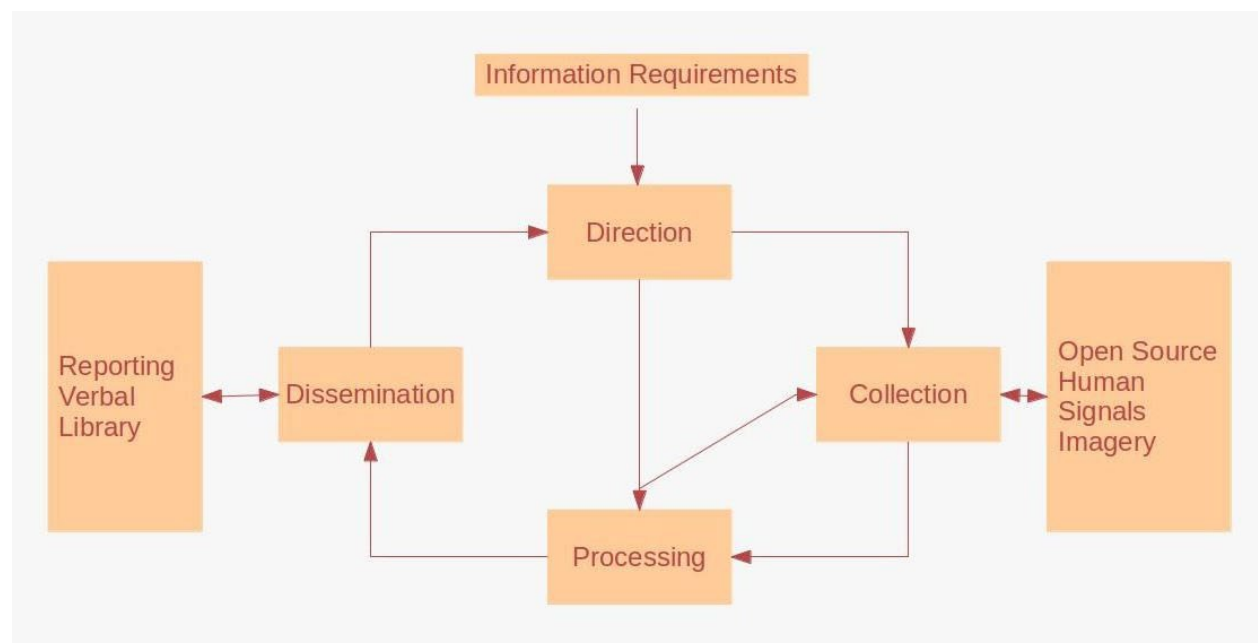 Information Requirements
Direction
Reporting
Verbal
Library
Dissemination
Collection
Open Source
Human
Signals
Imagery
Processing